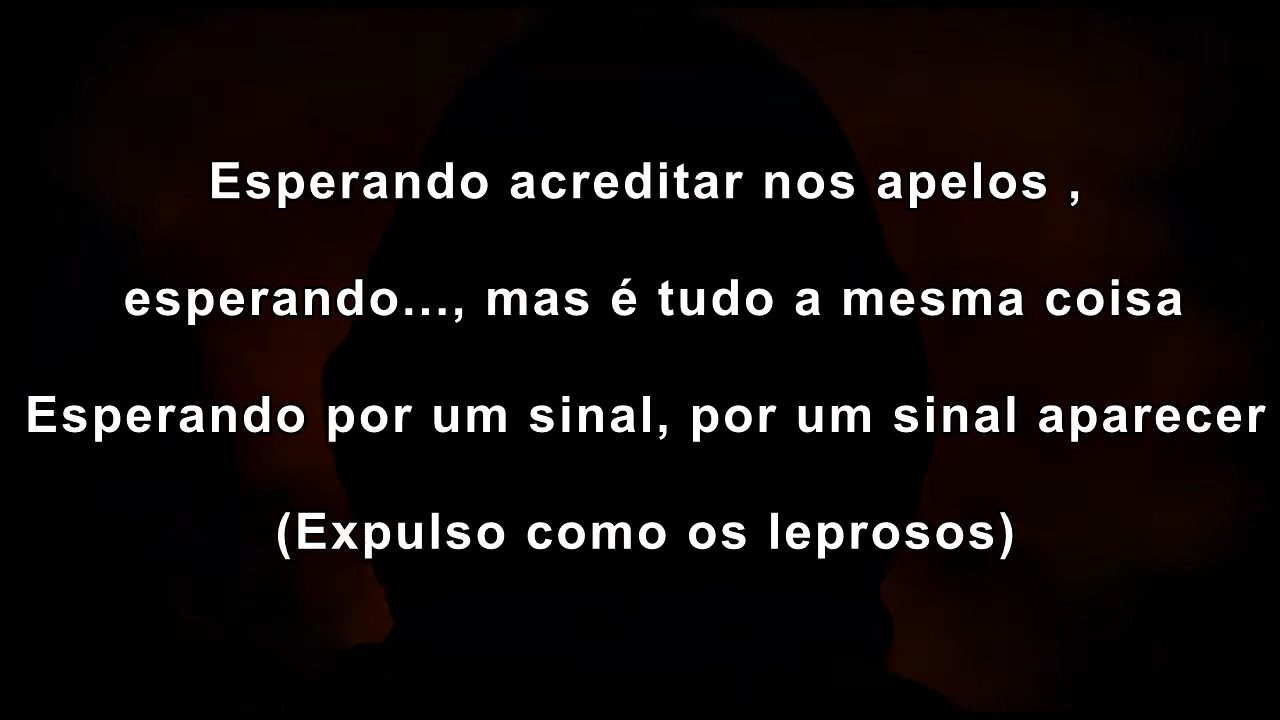 Esperando acreditar nos apelos ,
esperando..., mas é tudo a mesma coisa
Esperando por um sinal, por um sinal aparecer
(Expulso como os leprosos)